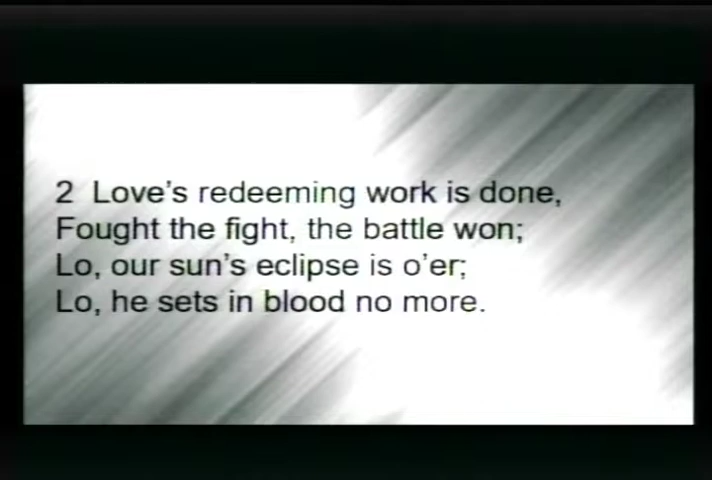 2 Love's redeeming work is done,
Fought the fight, the battle won;
Lo, our sun's eclipse is o'er;
Lo, he sets in blood no more.